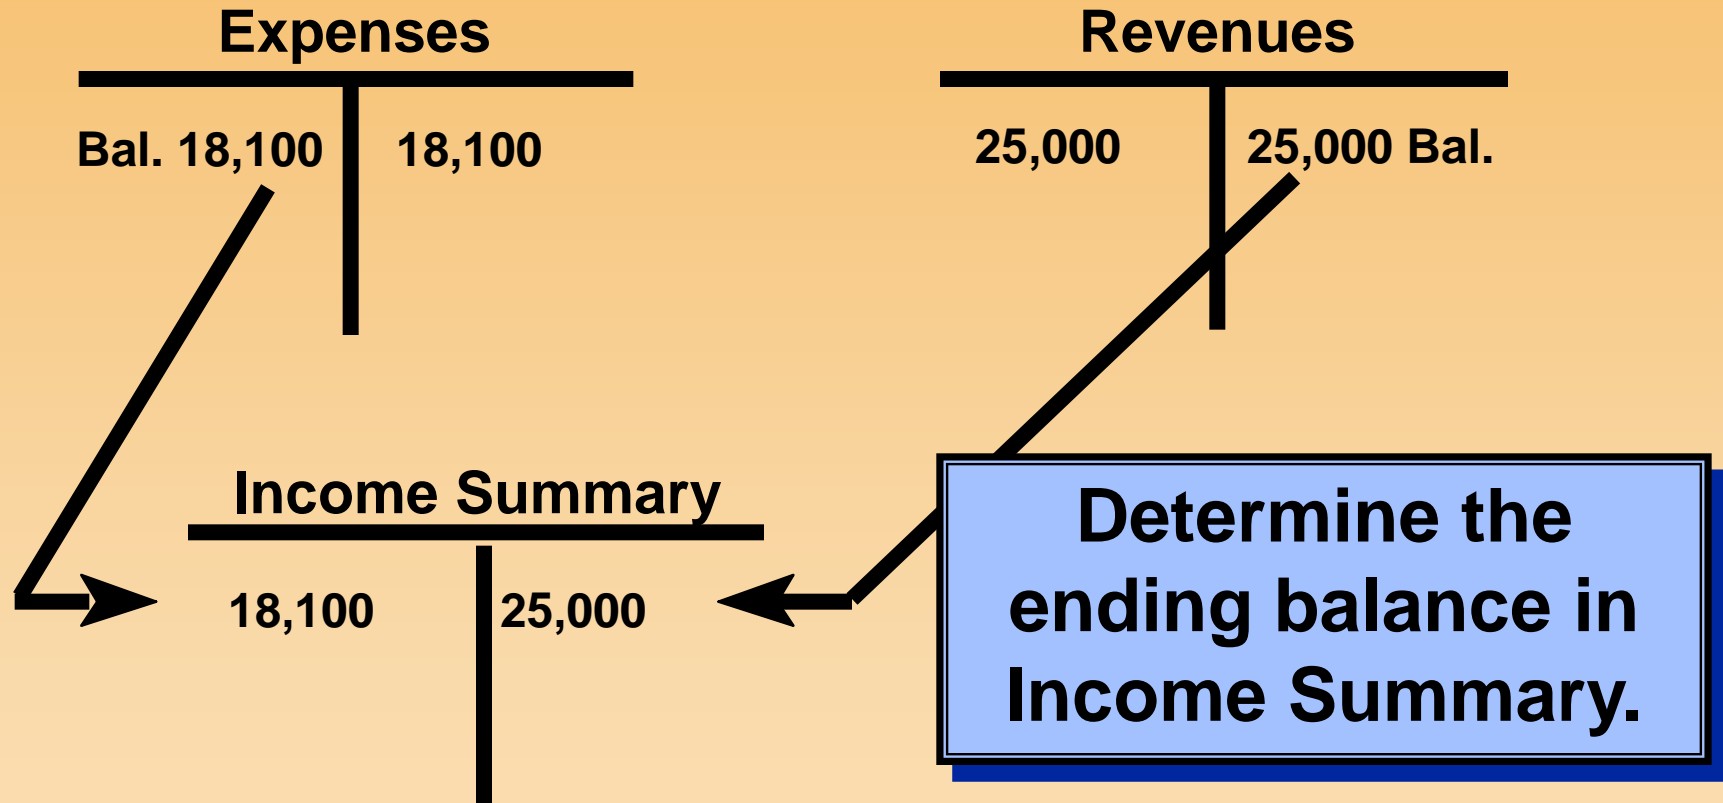 Expenses
Revenues
Bal. 18,100
18,100
25,000
25,000 Bal.
Income Summary
18,100
25,000
Determine the
ending balance in
Income Summary.